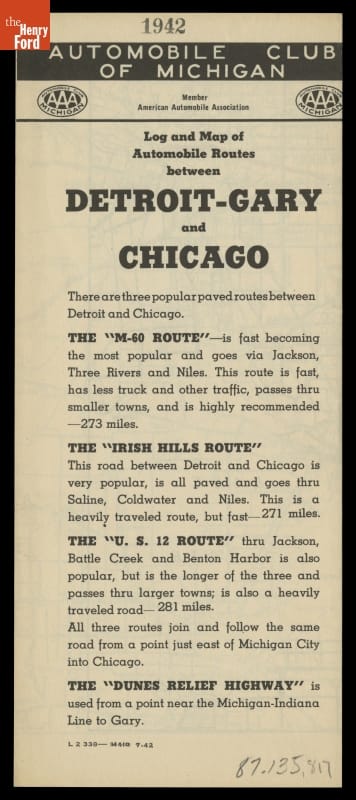 the
Henry
Ford
1942
AUTOMOBILE CLUB
OF MICHIGAN
AUTOMOBILE CLUB
AAA
MICHIGAN
Member
American Automobile Association
AUTOMOBILE CLUB
AAA
MICHIGAN
Log and Map of
Automobile Routes
between
DETROIT-GARY
and
CHICAGO
There are three popular paved routes between
Detroit and Chicago.
THE "M-60 ROUTE"—is fast becoming
the most popular and goes via Jackson,
Three Rivers and Niles. This route is fast,
has less truck and other traffic, passes thru
smaller towns, and is highly recommended
—273 miles.
THE "IRISH HILLS ROUTE"
This road between Detroit and Chicago is
very popular, is all paved and goes thru
Saline, Coldwater and Niles. This is a
heavily traveled route, but fast—271 miles.
THE "U. S. 12 ROUTE" thru Jackson,
Battle Creek and Benton Harbor is also
popular, but is the longer of the three and
passes thru larger towns; is also a heavily
traveled road—281 miles.
All three routes join and follow the same
road from a point just east of Michigan City
into Chicago.
THE "DUNES RELIEF HIGHWAY" is
used from a point near the Michigan-Indiana
Line to Gary.
L 2 330— M410 7-42
87.135.817